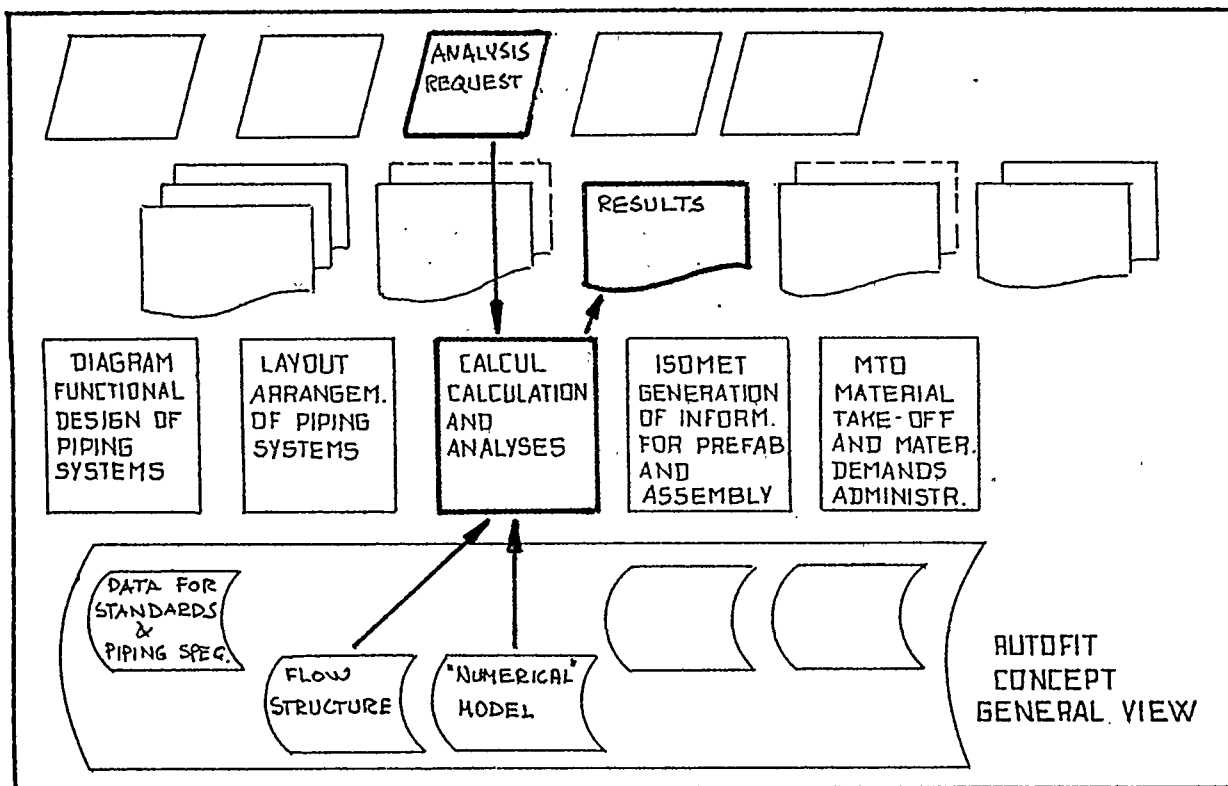 ANALYSIS
REQUEST
RESULTS
DIAGRAM
FUNCTIONAL
DESIGN OF
PIPING
SYSTEMS
LAYOUT
ARRANGEM.
OF PIPING
SYSTEMS
CALCUL
CALCULATION
AND
ANALYSES
ISOMET
GENERATION
OF INFORM.
FOR PREFAB
AND
ASSEMBLY
MTO
MATERIAL
TAKE-OFF
AND MATER.
DEMANDS
ADMINISTR.
DATA FOR
STANDARDS
&
PIPING SPEC.
FLOW
STRUCTURE
"NUMERICAL"
MODEL
AUTOFIT
CONCEPT
GENERAL VIEW